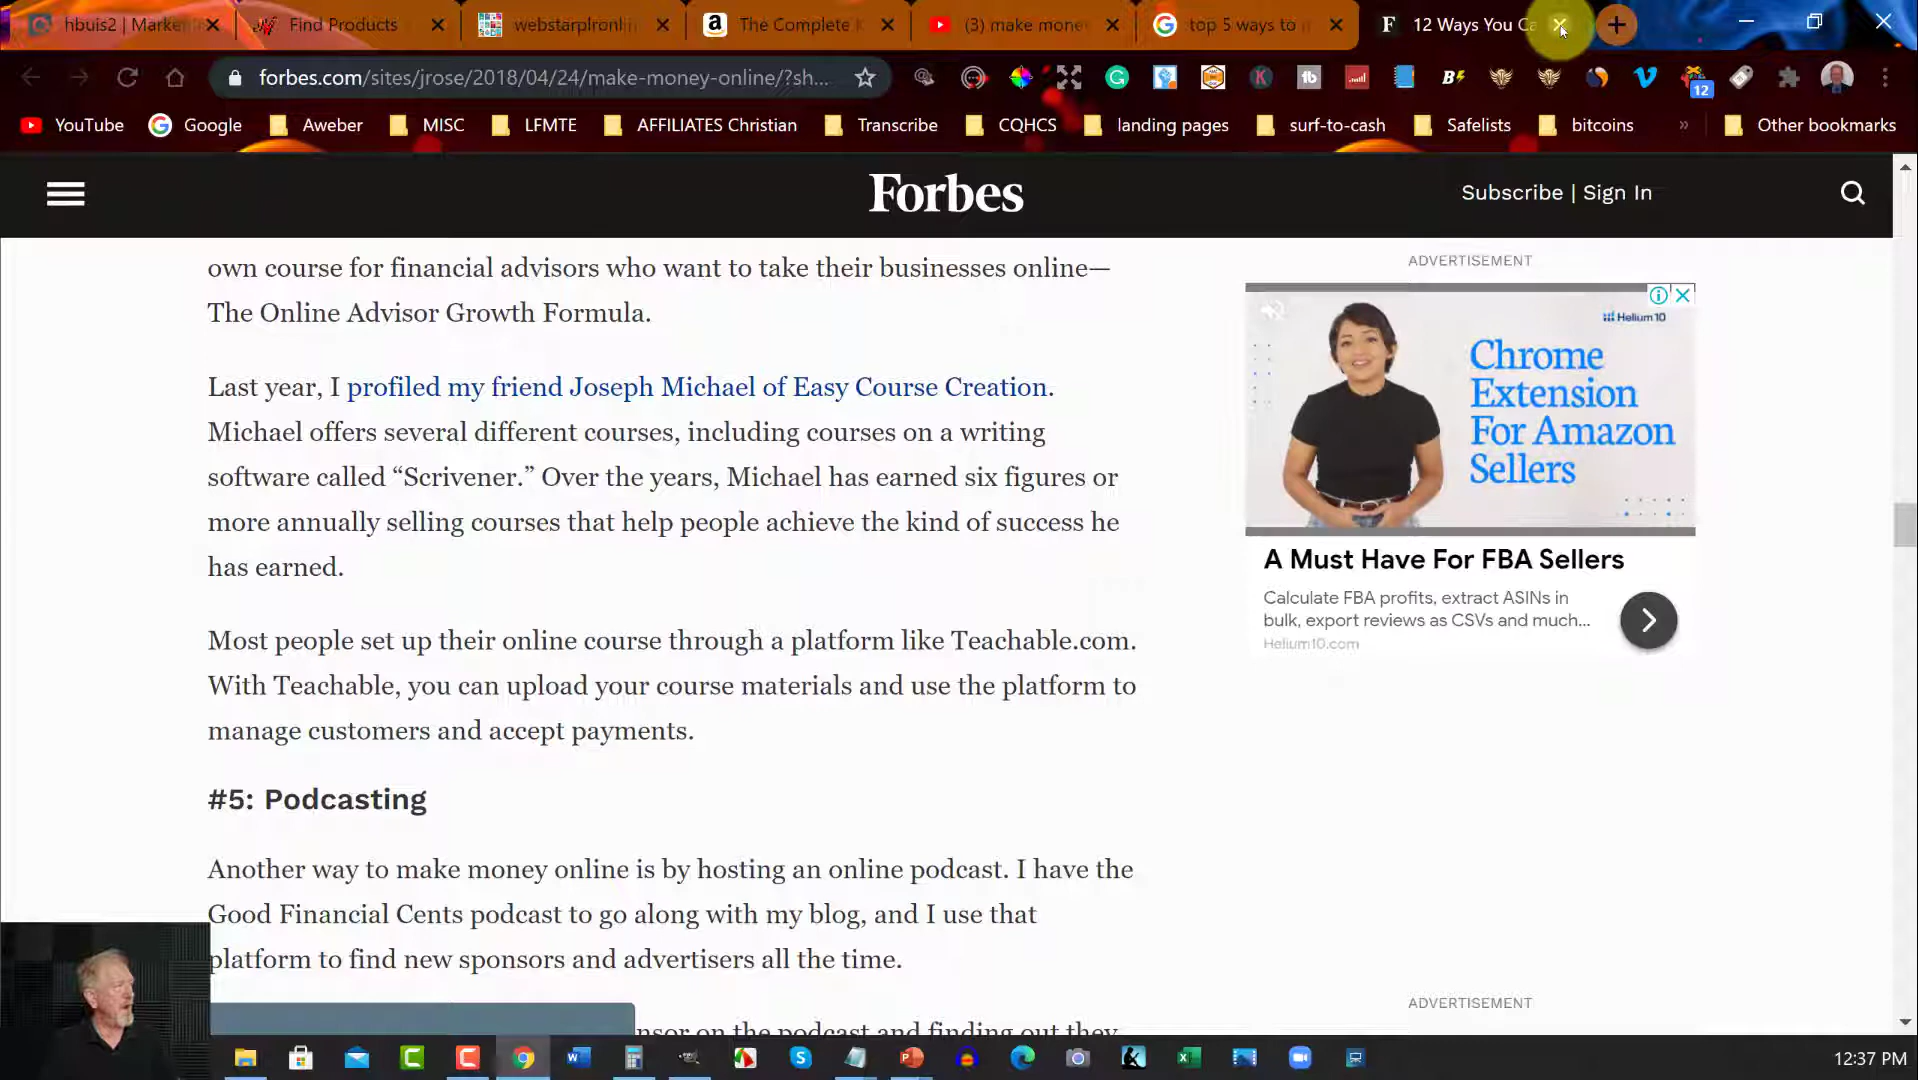 hbuis2 | Market
Find Products
webstarplronlin
The Complete
(3) make mone
top 5 ways to
12 Ways You Ca
forbes.com/sites/jrose/2018/04/24/make-money-online/?sh...
12
YouTube
Google
Aweber
MISC
LFMTE
AFFILIATES Christian
Transcribe
CQHCS
landing pages
surf-to-cash
Safelists
bitcoins
»
Other bookmarks
Forbes
Subscribe | Sign In
own course for financial advisors who want to take their businesses online—
The Online Advisor Growth Formula.
Last year, I profiled my friend Joseph Michael of Easy Course Creation.
Michael offers several different courses, including courses on a writing
software called “Scrivener.” Over the years, Michael has earned six figures or
more annually selling courses that help people achieve the kind of success he
has earned.
Most people set up their online course through a platform like Teachable.com.
With Teachable, you can upload your course materials and use the platform to
manage customers and accept payments.
#5: Podcasting
Another way to make money online is by hosting an online podcast. I have the
Good Financial Cents podcast to go along with my blog, and I use that
platform to find new sponsors and advertisers all the time.
nsor on the podcast and finding out they
ADVERTISEMENT
Helium 10
Chrome
Extension
For Amazon
Sellers
A Must Have For FBA Sellers
Calculate FBA profits, extract ASINs in
bulk, export reviews as CSVs and much...
Helium10.com
ADVERTISEMENT
12:37 PM